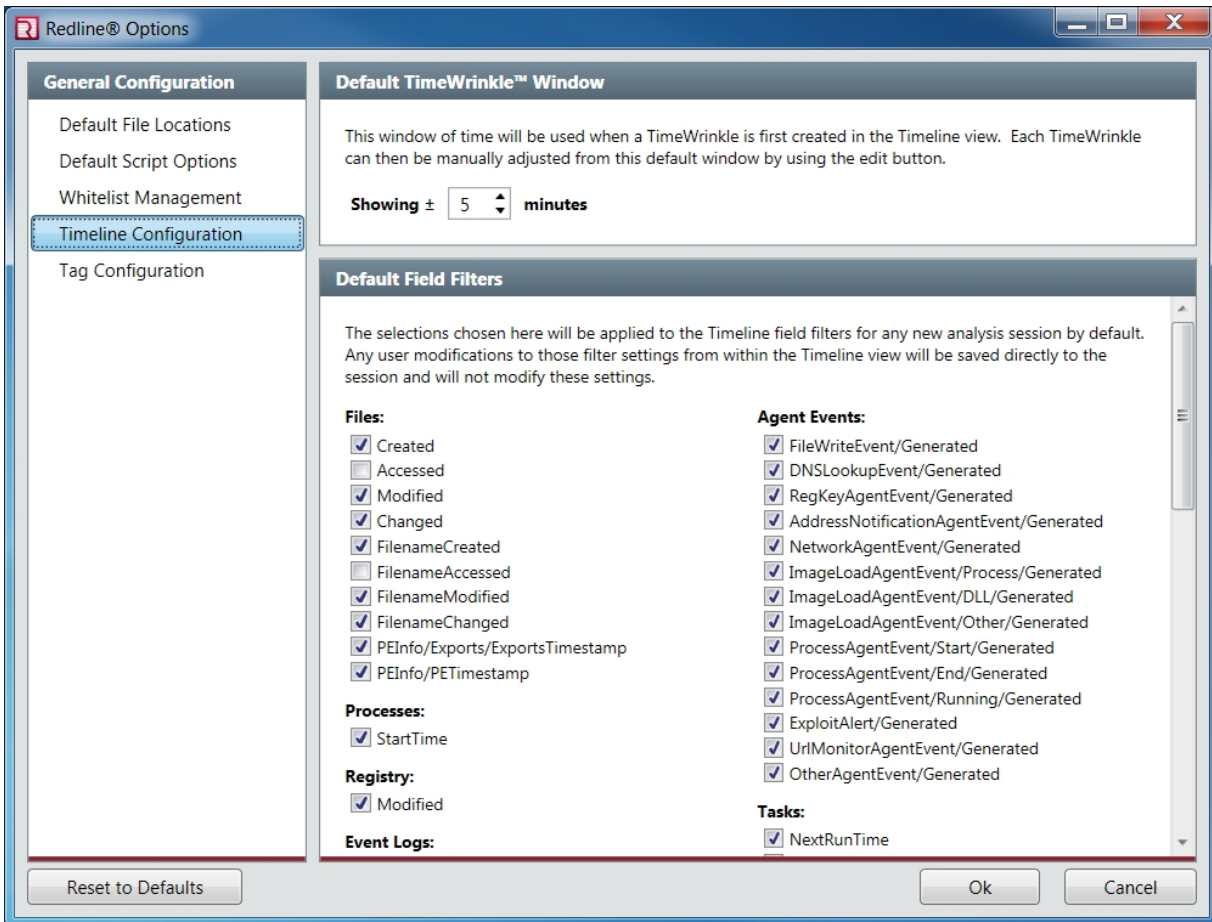 Redline® Options
General Configuration
Default File Locations
Default Script Options
Whitelist Management
Timeline Configuration
Tag Configuration
Default TimeWrinkle™ Window
This window of time will be used when a TimeWrinkle is first created in the Timeline view. Each TimeWrinkle
can then be manually adjusted from this default window by using the edit button.
Showing ± 5 minutes
Default Field Filters
The selections chosen here will be applied to the Timeline field filters for any new analysis session by default.
Any user modifications to those filter settings from within the Timeline view will be saved directly to the
session and will not modify these settings.
Files:
Created
Accessed
Modified
Changed
FilenameCreated
FilenameAccessed
FilenameModified
FilenameChanged
PEInfo/Exports/ExportsTimestamp
PEInfo/PETimestamp
Processes:
StartTime
Registry:
Modified
Event Logs:
Agent Events:
FileWriteEvent/Generated
DNSLookupEvent/Generated
RegKeyAgentEvent/Generated
AddressNotificationAgentEvent/Generated
NetworkAgentEvent/Generated
ImageLoadAgentEvent/Process/Generated
ImageLoadAgentEvent/DLL/Generated
ImageLoadAgentEvent/Other/Generated
ProcessAgentEvent/Start/Generated
ProcessAgentEvent/End/Generated
ProcessAgentEvent/Running/Generated
ExploitAlert/Generated
UrlMonitorAgentEvent/Generated
OtherAgentEvent/Generated
Tasks:
NextRunTime
Reset to Defaults
Ok
Cancel